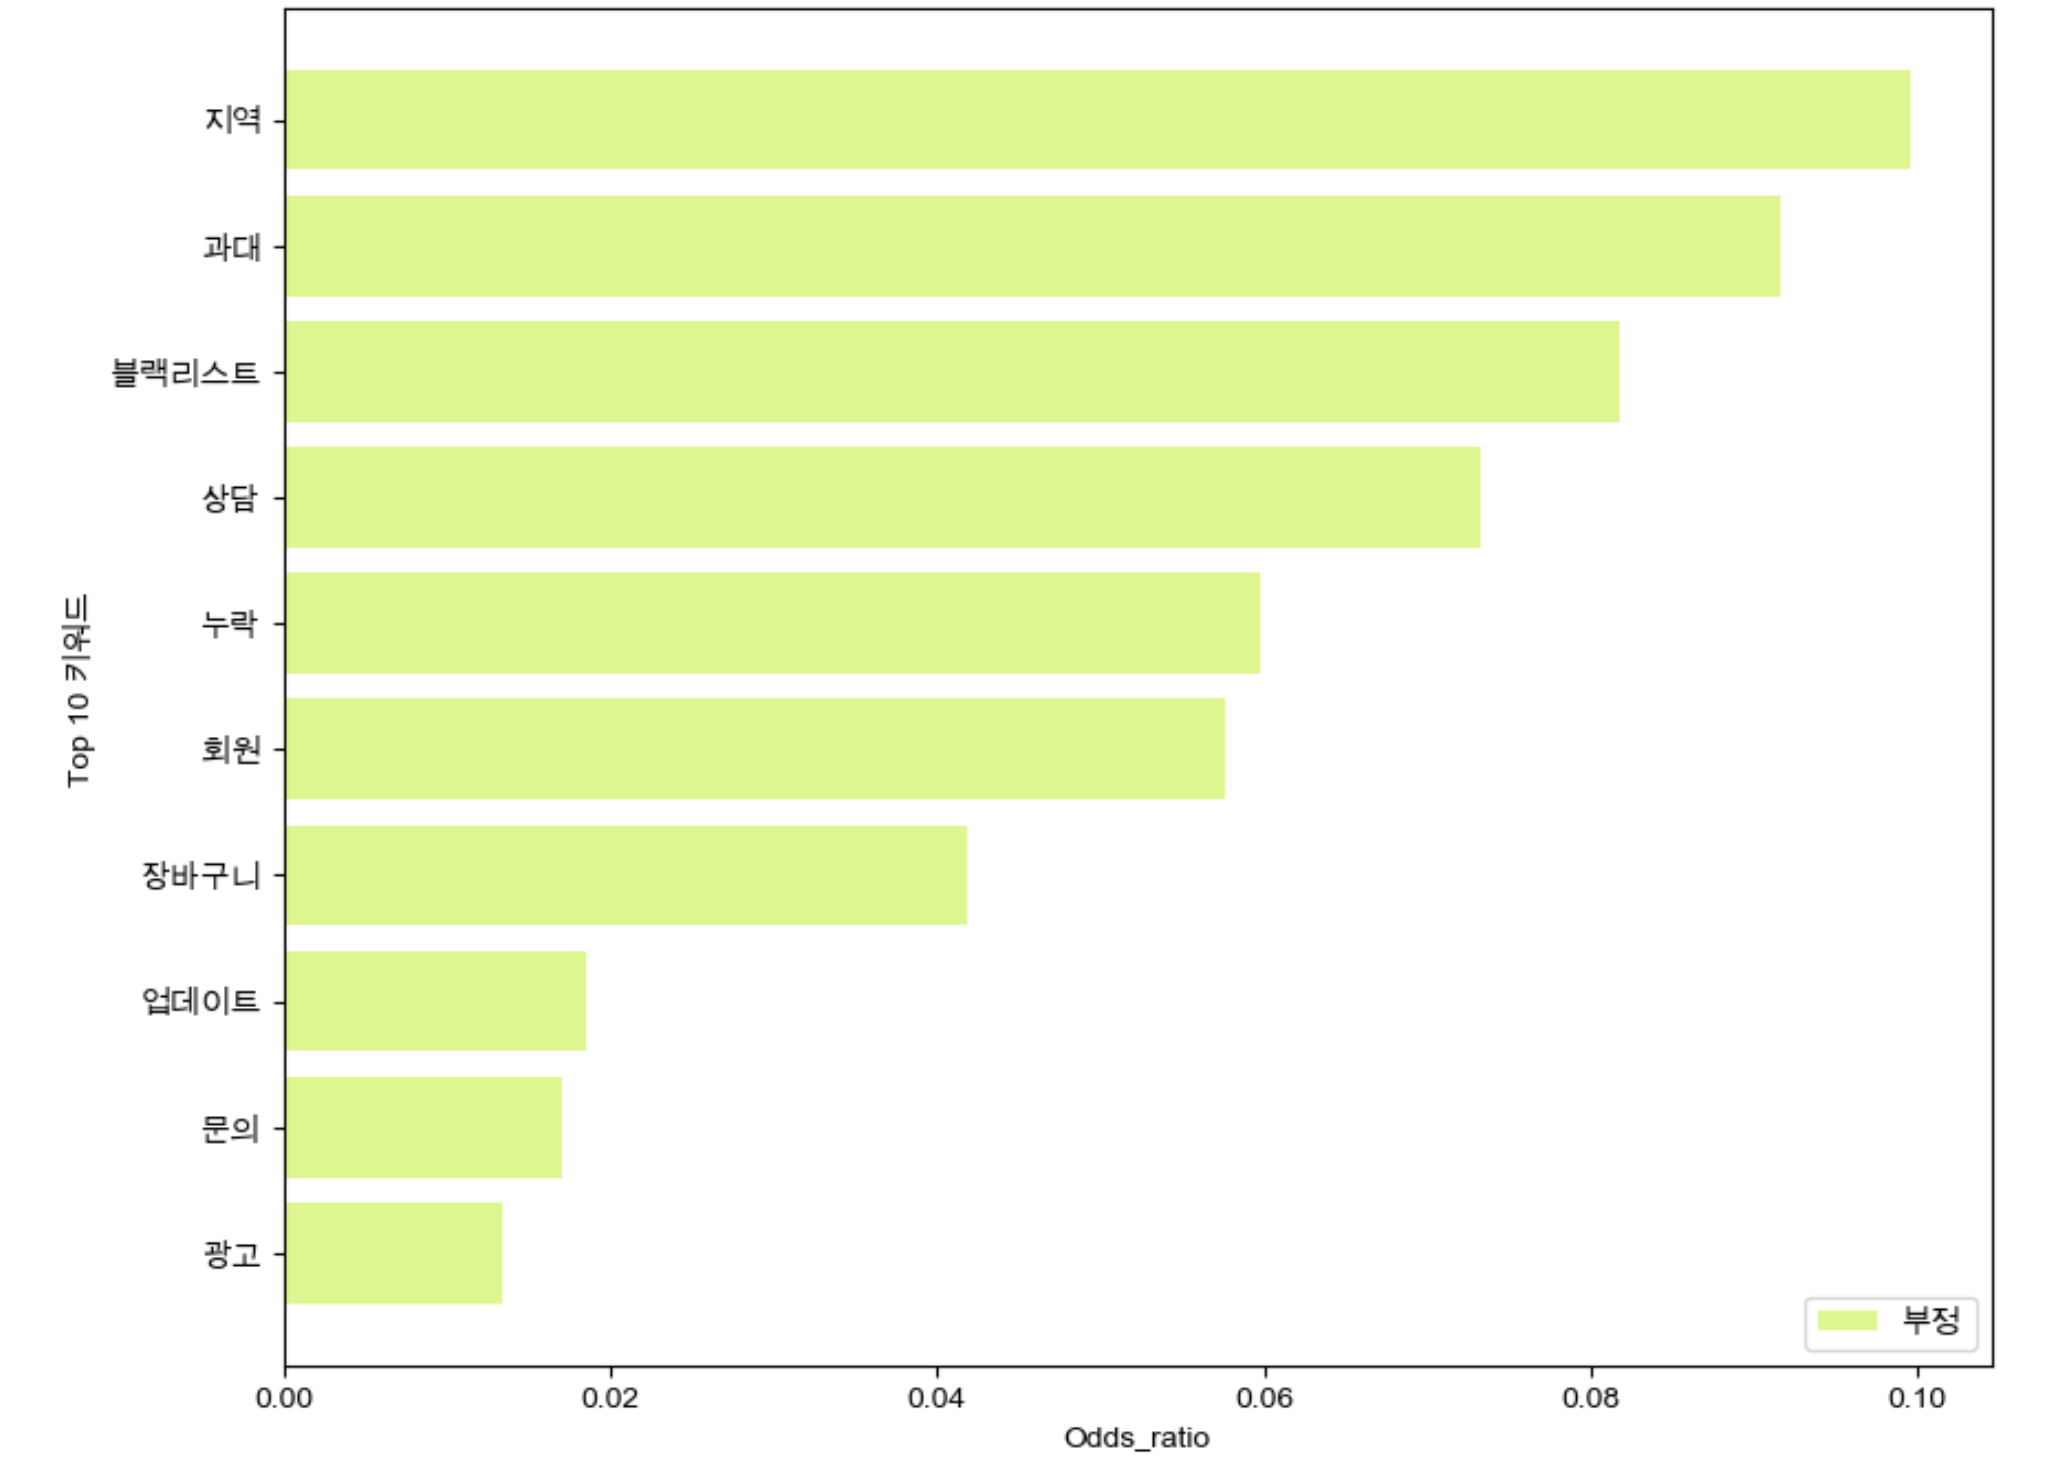 Top 10 키워드
지역
과대
블랙리스트
상담
누락
회원
장바구니
업데이트
문의
광고
부정
0.00 0.02 0.04 0.06 0.08 0.10
Odds_ratio